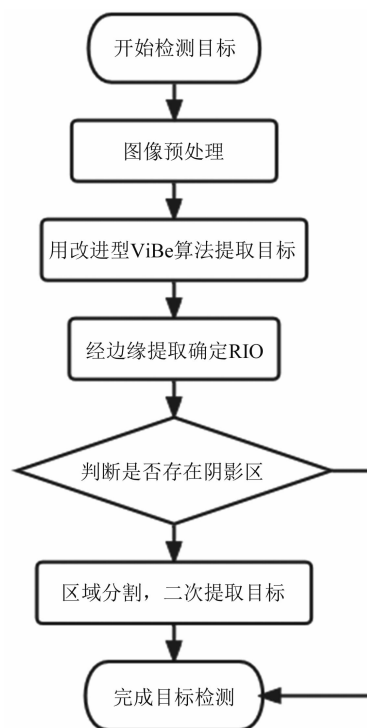 开始检测目标
图像预处理
用改进型ViBe算法提取目标
经边缘提取确定RIO
判断是否存在阴影区
区域分割，二次提取目标
完成目标检测